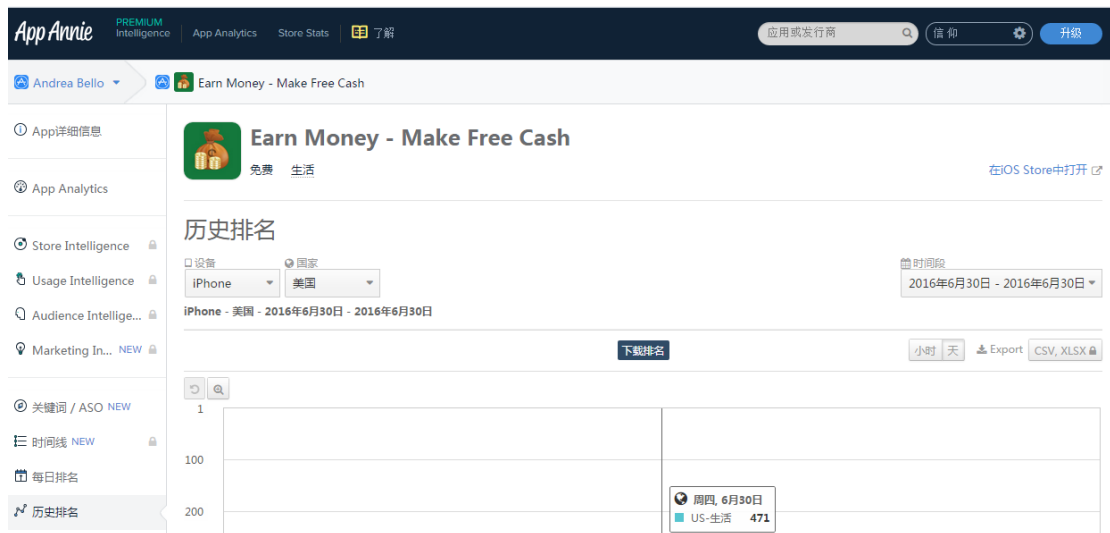 App Annie PREMIUM Intelligence App Analytics Store Stats 了解 应用或发行商 信仰 升级
Andrea Bello Earn Money - Make Free Cash
App详细信息
App Analytics
Store Intelligence
Usage Intelligence
Audience Intellige...
Marketing In... NEW
关键词 / ASO NEW
时间线 NEW
每日排名
历史排名
Earn Money - Make Free Cash
免费 生活
在iOS Store中打开
历史排名
设备 国家 时间段
iPhone 美国 2016年6月30日 - 2016年6月30日
iPhone - 美国 - 2016年6月30日 - 2016年6月30日
下载排名 小时 天 Export CSV, XLSX
1
100
200
周四, 6月30日
US-生活 471